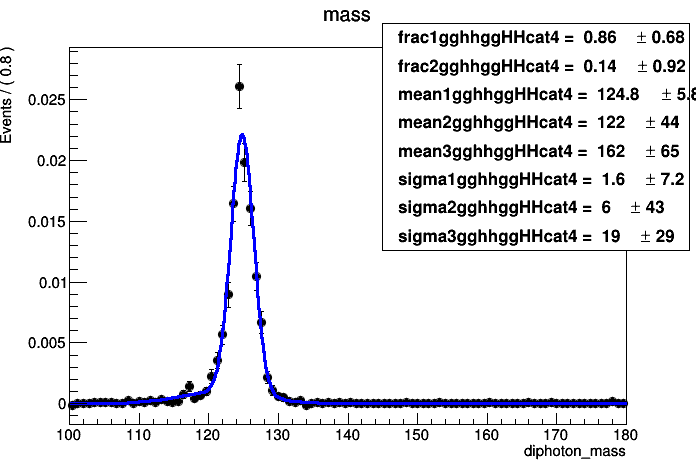 mass
frac1gghhggHHcat4 = 0.86 ± 0.68
frac2gghhggHHcat4 = 0.14 ± 0.92
mean1gghhggHHcat4 = 124.8 ± 5.8
mean2gghhggHHcat4 = 122 ± 44
mean3gghhggHHcat4 = 162 ± 65
sigma1gghhggHHcat4 = 1.6 ± 7.2
sigma2gghhggHHcat4 = 6 ± 43
sigma3gghhggHHcat4 = 19 ± 29
Events / ( 0.8 )
0.025
0.02
0.015
0.01
0.005
0
100 110 120 130 140 150 160 170 180
diphoton_mass